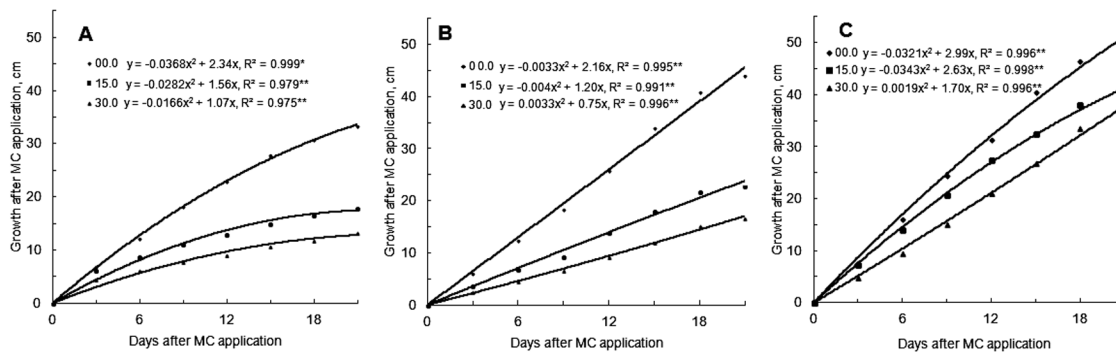 A
00.0 y = -0.0368x² + 2.34x, R² = 0.999*
15.0 y = -0.0282x² + 1.56x, R² = 0.979**
30.0 y = -0.0166x² + 1.07x, R² = 0.975**
Growth after MC application, cm
50
40
30
20
10
0
0 6 12 18
Days after MC application
B
00.0 y = -0.0033x² + 2.16x, R² = 0.995**
15.0 y = -0.004x² + 1.20x, R² = 0.991**
30.0 y = 0.0033x² + 0.75x, R² = 0.996**
Growth after MC application, cm
50
40
30
20
10
0
0 6 12 18
Days after MC application
C
00.0 y = -0.0321x² + 2.99x, R² = 0.996**
15.0 y = -0.0343x² + 2.63x, R² = 0.998**
30.0 y = 0.0019x² + 1.70x, R² = 0.996**
Growth after MC application, cm
50
40
30
20
10
0
0 6 12 18
Days after MC application